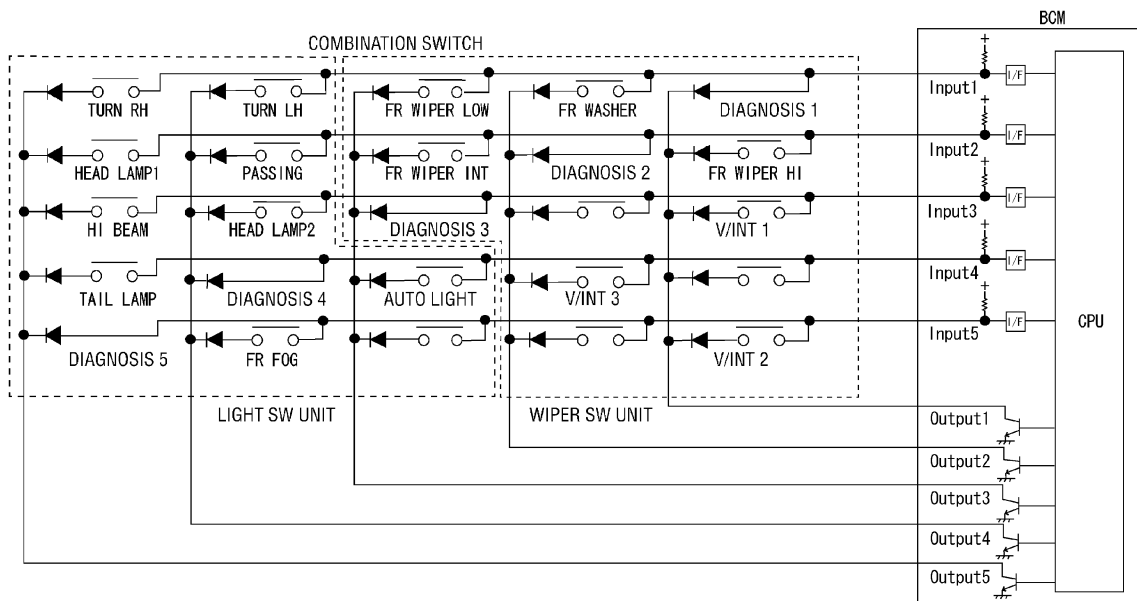 BCM
COMBINATION SWITCH
+
I/F
Input1
TURN RH
TURN LH
FR WIPER LOW
FR WASHER
DIAGNOSIS 1
+
I/F
Input2
HEAD LAMP1
PASSING
FR WIPER INT
DIAGNOSIS 2
FR WIPER HI
+
I/F
Input3
HI BEAM
HEAD LAMP2
DIAGNOSIS 3
V/INT 1
+
I/F
Input4
TAIL LAMP
DIAGNOSIS 4
AUTO LIGHT
V/INT 3
+
I/F
Input5
CPU
DIAGNOSIS 5
FR FOG
V/INT 2
LIGHT SW UNIT
WIPER SW UNIT
Output1
Output2
Output3
Output4
Output5